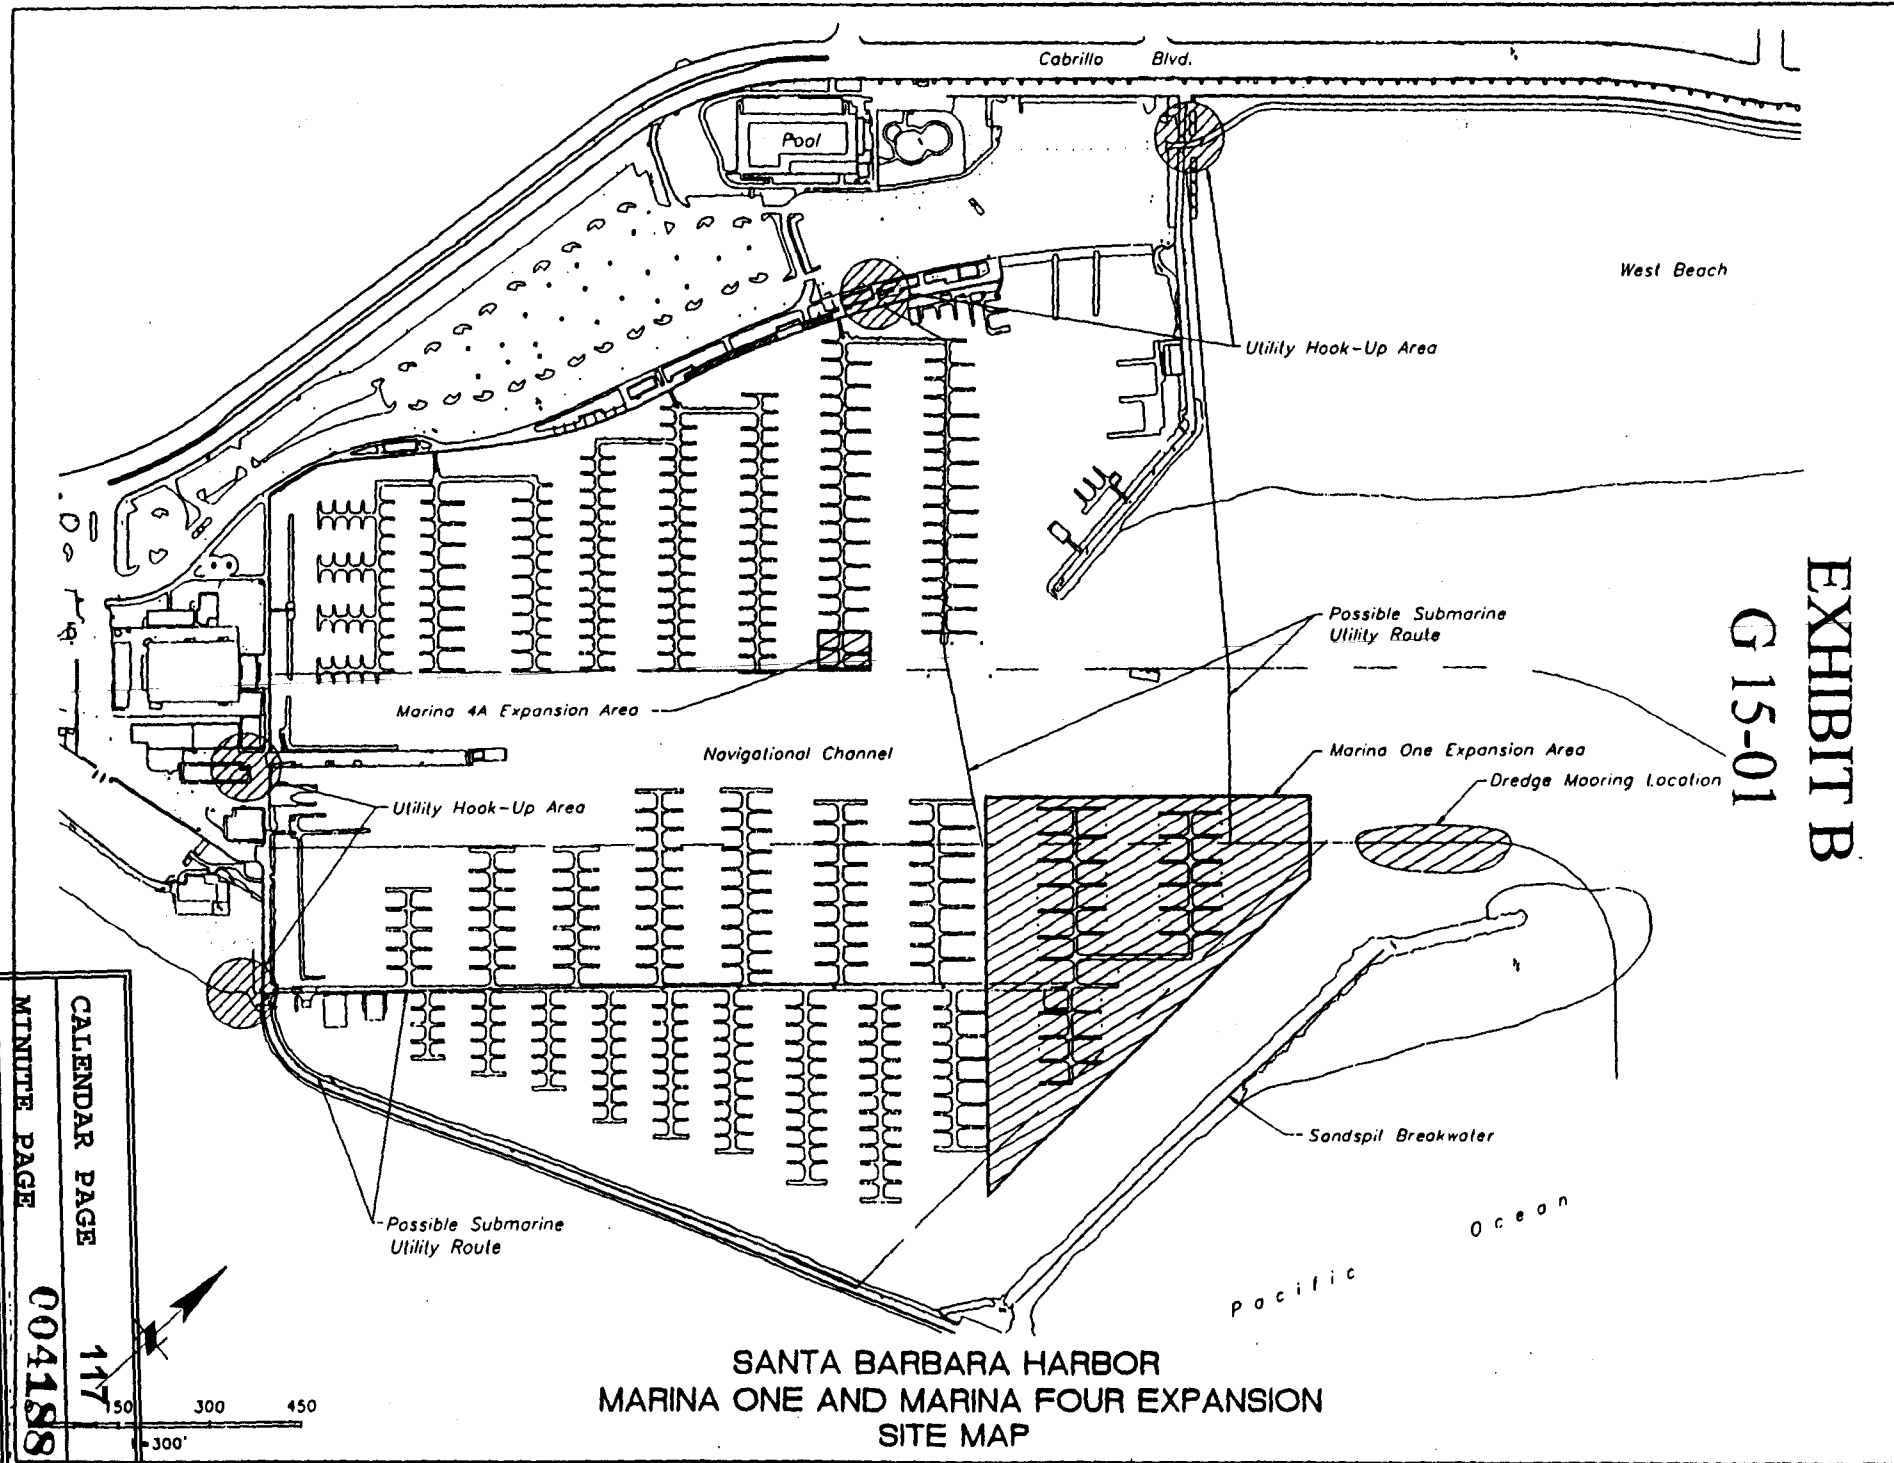 Cabrillo Blvd.
Pool
West Beach
Utility Hook-Up Area
EXHIBIT B
G 15-01
Possible Submarine
Utility Route
Marina 4A Expansion Area
Navigational Channel
Marina One Expansion Area
Dredge Mooring Location
Utility Hook-Up Area
Sandspit Breakwater
Possible Submarine
Utility Route
Pacific Ocean
CALENDAR PAGE 117
MINUTE PAGE 004188
150 300 450
300'
SANTA BARBARA HARBOR
MARINA ONE AND MARINA FOUR EXPANSION
SITE MAP